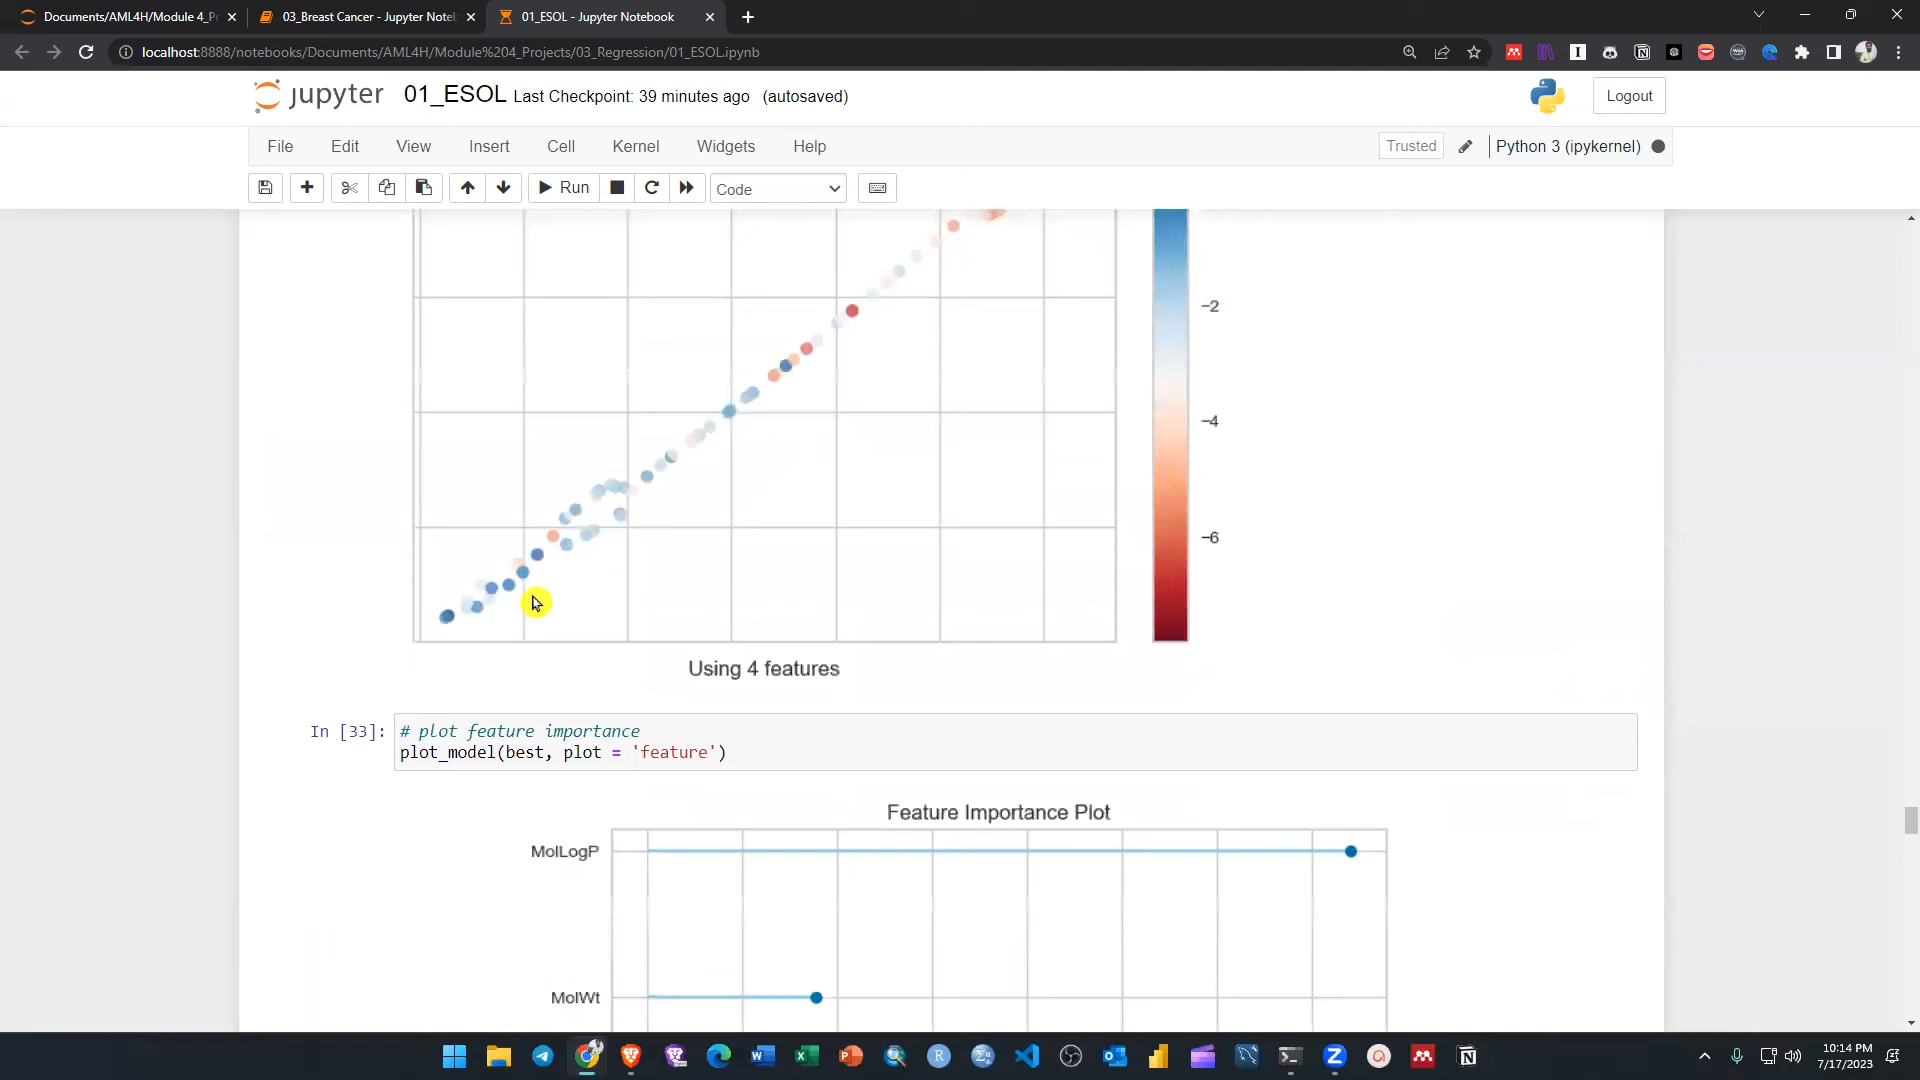 Documents/AML4H/Module 4_P
03_Breast Cancer - Jupyter Noteb
01_ESOL - Jupyter Notebook
localhost:8888/notebooks/Documents/AML4H/Module%204_Projects/03_Regression/01_ESOL.ipynb
jupyter 01_ESOL Last Checkpoint: 39 minutes ago (autosaved)
Logout
File Edit View Insert Cell Kernel Widgets Help
Trusted
Python 3 (ipykernel)
Run
Code
−2
−4
−6
Using 4 features
In [33]: # plot feature importance
plot_model(best, plot = 'feature')
Feature Importance Plot
MolLogP
MolWt
10:14 PM
7/17/2023